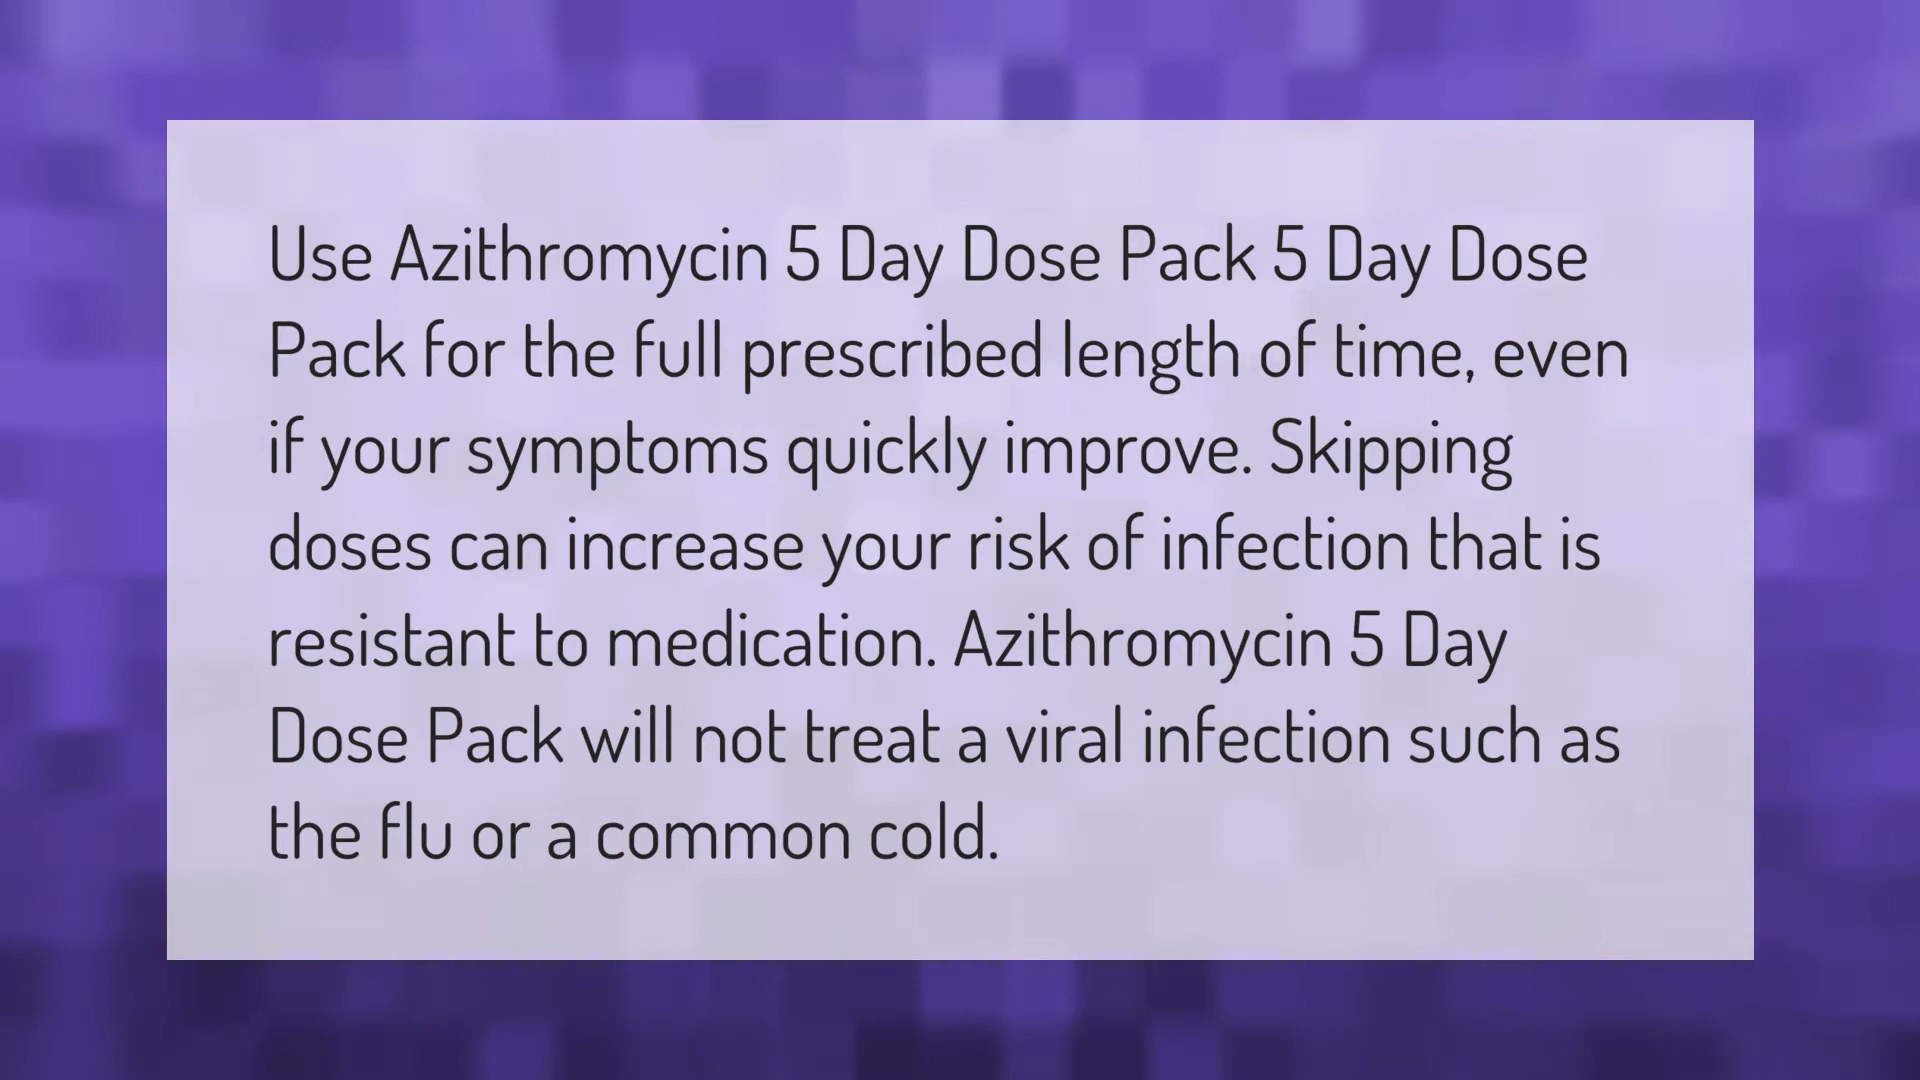 Use Azithromycin 5 Day Dose Pack 5 Day Dose
Pack for the full prescribed length of time, even
if your symptoms quickly improve. Skipping
doses can increase your risk of infection that is
resistant to medication. Azithromycin 5 Day
Dose Pack will not treat a viral infection such as
the flu or a common cold.